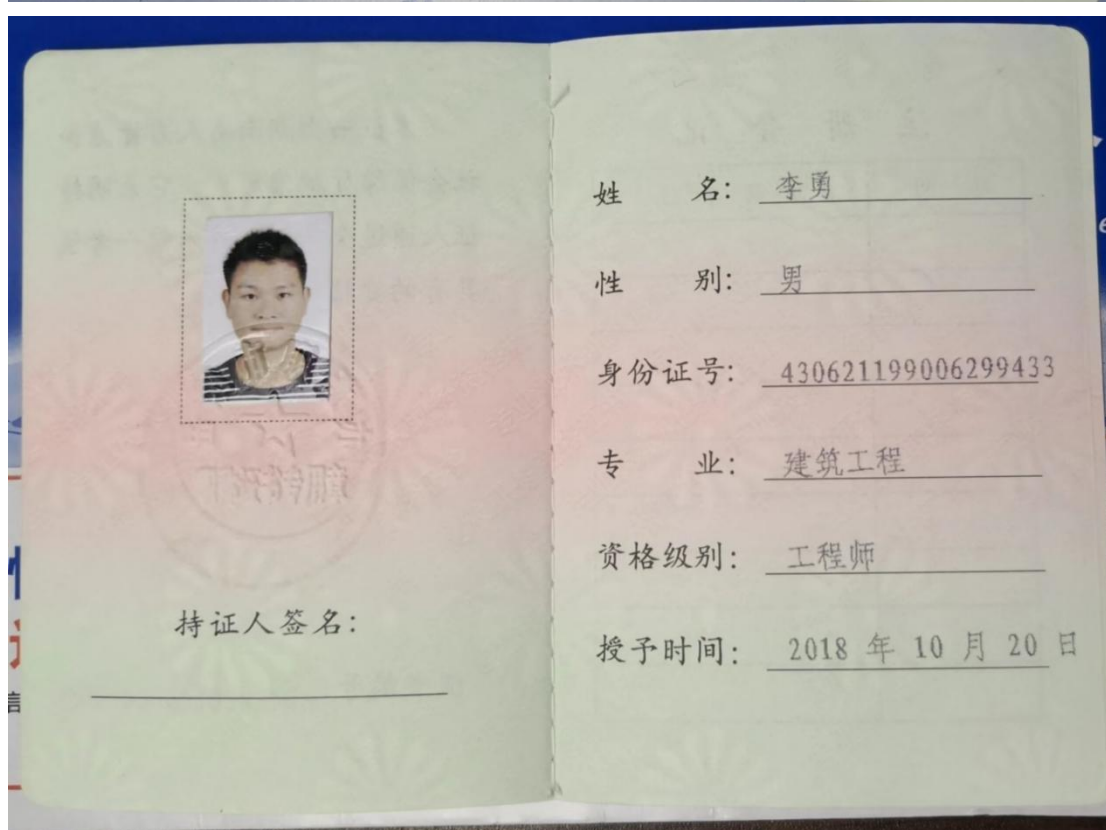 持证人签名：
姓 名： 李勇
性 别： 男
身份证号： 430621199006299433
专 业： 建筑工程
资格级别： 工程师
授予时间： 2018 年 10 月 20 日